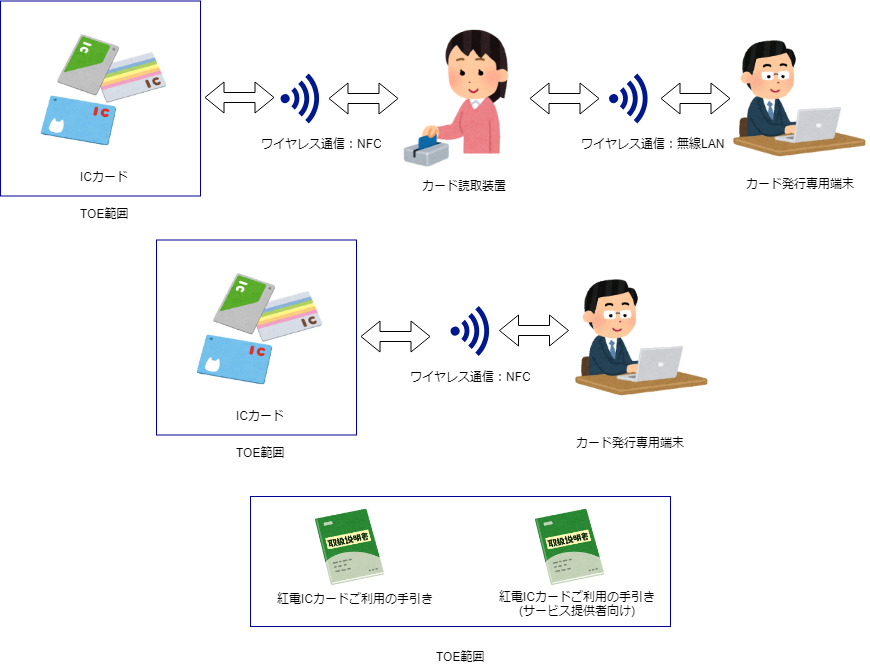 IC
IC
IC
ワイヤレス通信：NFC
ワイヤレス通信：無線LAN
ICカード
カード読取装置
カード発行専用端末
TOE範囲
IC
IC
IC
ワイヤレス通信：NFC
ICカード
カード発行専用端末
TOE範囲
取扱説明書
取扱説明書
紅電ICカードご利用の手引き
紅電ICカードご利用の手引き
(サービス提供者向け)
TOE範囲